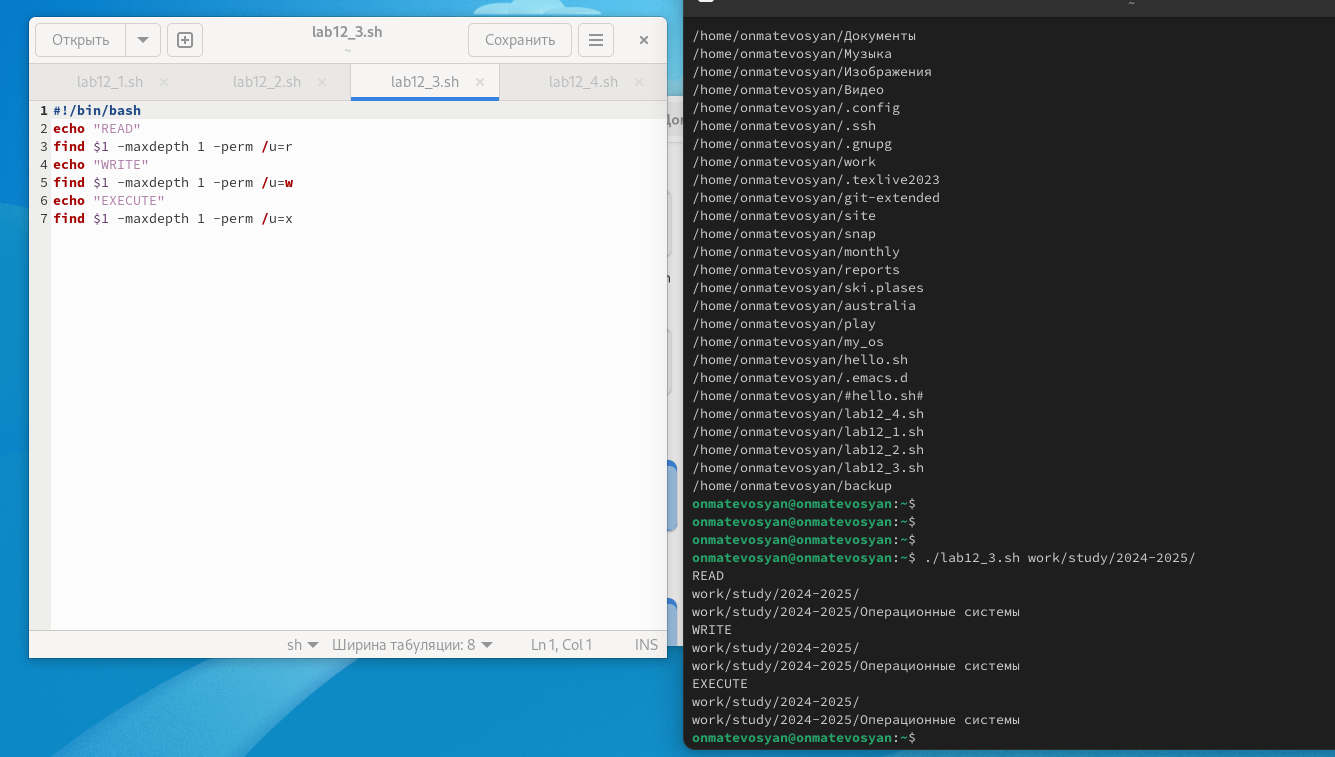 lab12_3.sh
~
Открыть
Сохранить
lab12_1.sh
lab12_2.sh
lab12_3.sh
lab12_4.sh
1 #!/bin/bash
2 echo "READ"
3 find $1 -maxdepth 1 -perm /u=r
4 echo "WRITE"
5 find $1 -maxdepth 1 -perm /u=w
6 echo "EXECUTE"
7 find $1 -maxdepth 1 -perm /u=x
sh Ширина табуляции: 8 Ln 1, Col 1 INS
~
/home/onmatevosyan/Документы
/home/onmatevosyan/Музыка
/home/onmatevosyan/Изображения
/home/onmatevosyan/Видео
/home/onmatevosyan/.config
/home/onmatevosyan/.ssh
/home/onmatevosyan/.gnupg
/home/onmatevosyan/work
/home/onmatevosyan/.texlive2023
/home/onmatevosyan/git-extended
/home/onmatevosyan/site
/home/onmatevosyan/snap
/home/onmatevosyan/monthly
/home/onmatevosyan/reports
/home/onmatevosyan/ski.plases
/home/onmatevosyan/australia
/home/onmatevosyan/play
/home/onmatevosyan/my_os
/home/onmatevosyan/hello.sh
/home/onmatevosyan/.emacs.d
/home/onmatevosyan/#hello.sh#
/home/onmatevosyan/lab12_4.sh
/home/onmatevosyan/lab12_1.sh
/home/onmatevosyan/lab12_2.sh
/home/onmatevosyan/lab12_3.sh
/home/onmatevosyan/backup
onmatevosyan@onmatevosyan:~$
onmatevosyan@onmatevosyan:~$
onmatevosyan@onmatevosyan:~$
onmatevosyan@onmatevosyan:~$ ./lab12_3.sh work/study/2024-2025/
READ
work/study/2024-2025/
work/study/2024-2025/Операционные системы
WRITE
work/study/2024-2025/
work/study/2024-2025/Операционные системы
EXECUTE
work/study/2024-2025/
work/study/2024-2025/Операционные системы
onmatevosyan@onmatevosyan:~$